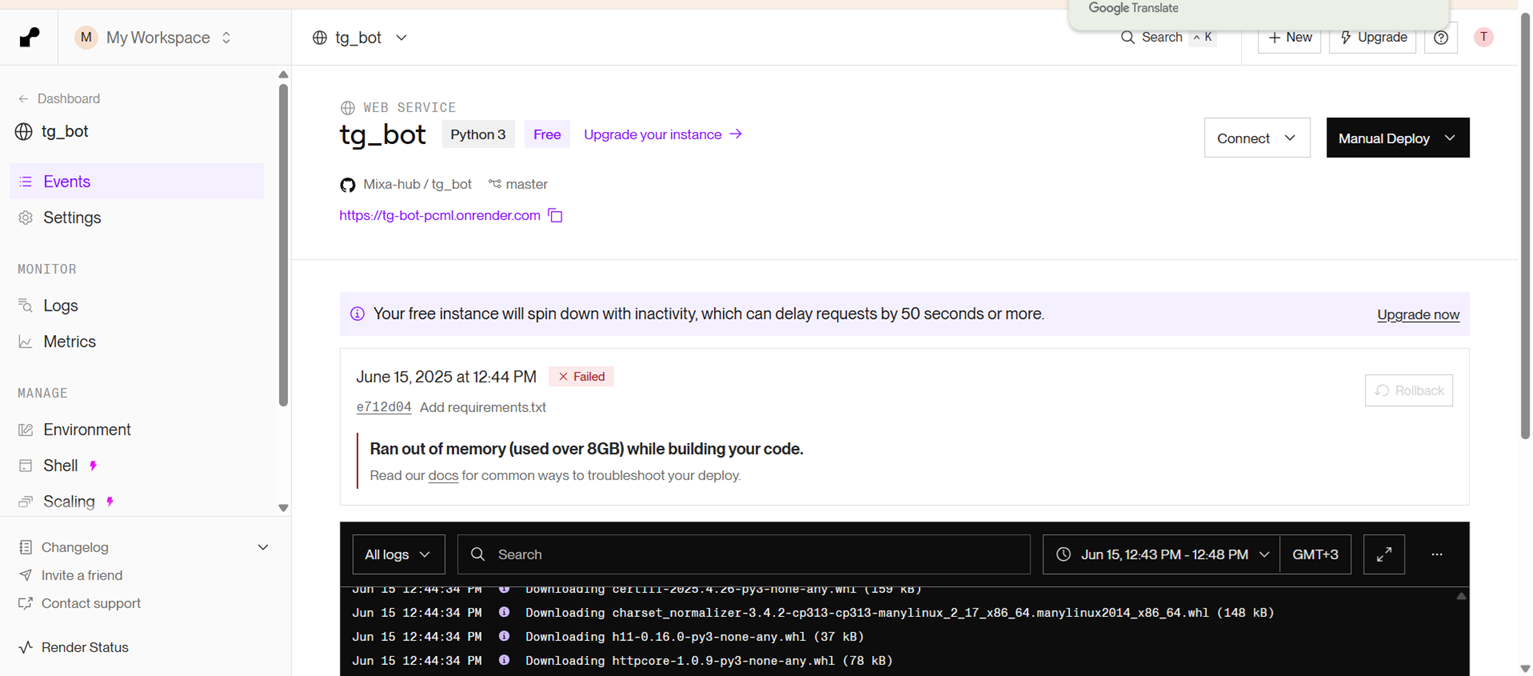 Google Translate
M My Workspace
tg_bot
Search ^ K
+ New
Upgrade
T
← Dashboard
tg_bot
Events
Settings
MONITOR
Logs
Metrics
MANAGE
Environment
Shell
Scaling
Changelog
Invite a friend
Contact support
Render Status
WEB SERVICE
tg_bot Python 3 Free Upgrade your instance →
Connect
Manual Deploy
Mixa-hub / tg_bot master
https://tg-bot-pcml.onrender.com
Your free instance will spin down with inactivity, which can delay requests by 50 seconds or more. Upgrade now
June 15, 2025 at 12:44 PM × Failed
e712d04 Add requirements.txt
Rollback
Ran out of memory (used over 8GB) while building your code.
Read our docs for common ways to troubleshoot your deploy.
All logs Search Jun 15, 12:43 PM - 12:48 PM GMT+3 ...
Jun 15 12:44:34 PM Downloading certifi-2025.4.26-py3-none-any.whl (159 kB)
Jun 15 12:44:34 PM Downloading charset_normalizer-3.4.2-cp313-cp313-manylinux_2_17_x86_64.manylinux2014_x86_64.whl (148 kB)
Jun 15 12:44:34 PM Downloading h11-0.16.0-py3-none-any.whl (37 kB)
Jun 15 12:44:34 PM Downloading httpcore-1.0.9-py3-none-any.whl (78 kB)